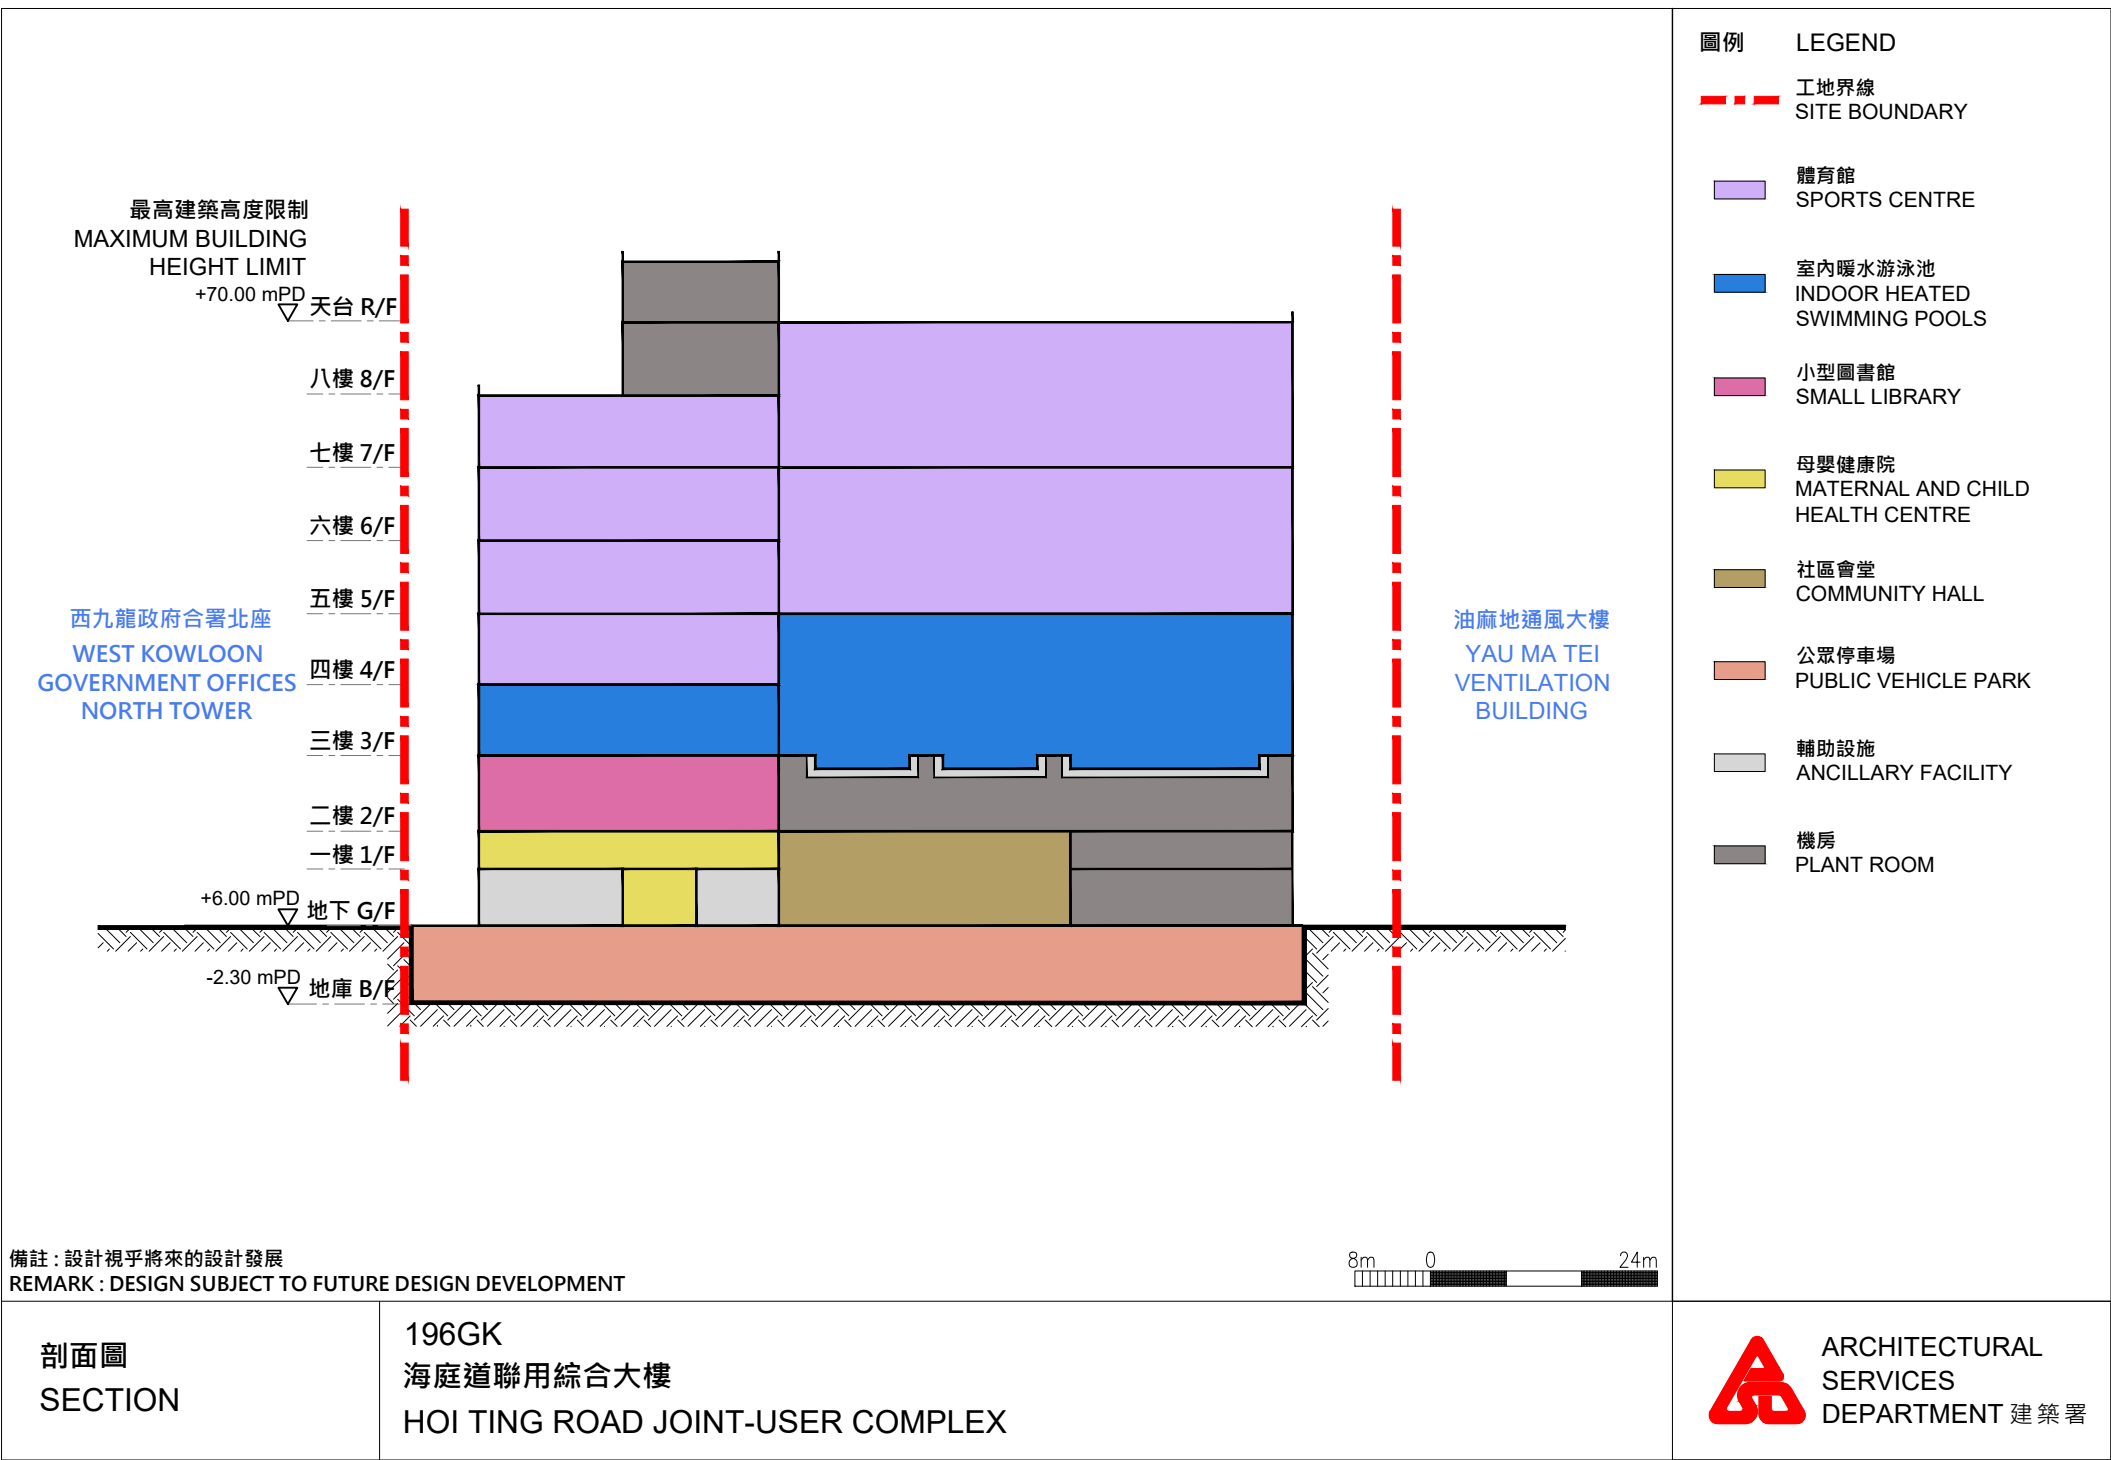 最高建築高度限制
MAXIMUM BUILDING
HEIGHT LIMIT
+70.00 mPD
天台 R/F
八樓 8/F
七樓 7/F
六樓 6/F
五樓 5/F
四樓 4/F
三樓 3/F
二樓 2/F
一樓 1/F
+6.00 mPD
地下 G/F
-2.30 mPD
地庫 B/F
西九龍政府合署北座
WEST KOWLOON
GOVERNMENT OFFICES
NORTH TOWER
油麻地通風大樓
YAU MA TEI
VENTILATION
BUILDING
圖例 LEGEND
工地界線
SITE BOUNDARY
體育館
SPORTS CENTRE
室內暖水游泳池
INDOOR HEATED
SWIMMING POOLS
小型圖書館
SMALL LIBRARY
母嬰健康院
MATERNAL AND CHILD
HEALTH CENTRE
社區會堂
COMMUNITY HALL
公眾停車場
PUBLIC VEHICLE PARK
輔助設施
ANCILLARY FACILITY
機房
PLANT ROOM
備註 : 設計視乎將來的設計發展
REMARK : DESIGN SUBJECT TO FUTURE DESIGN DEVELOPMENT
8m 0 24m
剖面圖
SECTION
196GK
海庭道聯用綜合大樓
HOI TING ROAD JOINT-USER COMPLEX
ARCHITECTURAL
SERVICES
DEPARTMENT 建築署